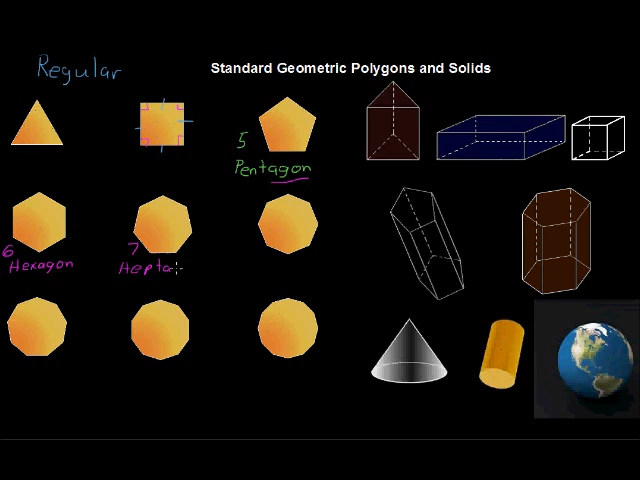 Regular
Standard Geometric Polygons and Solids
5
Pentagon
6
Hexagon
7
Hepta